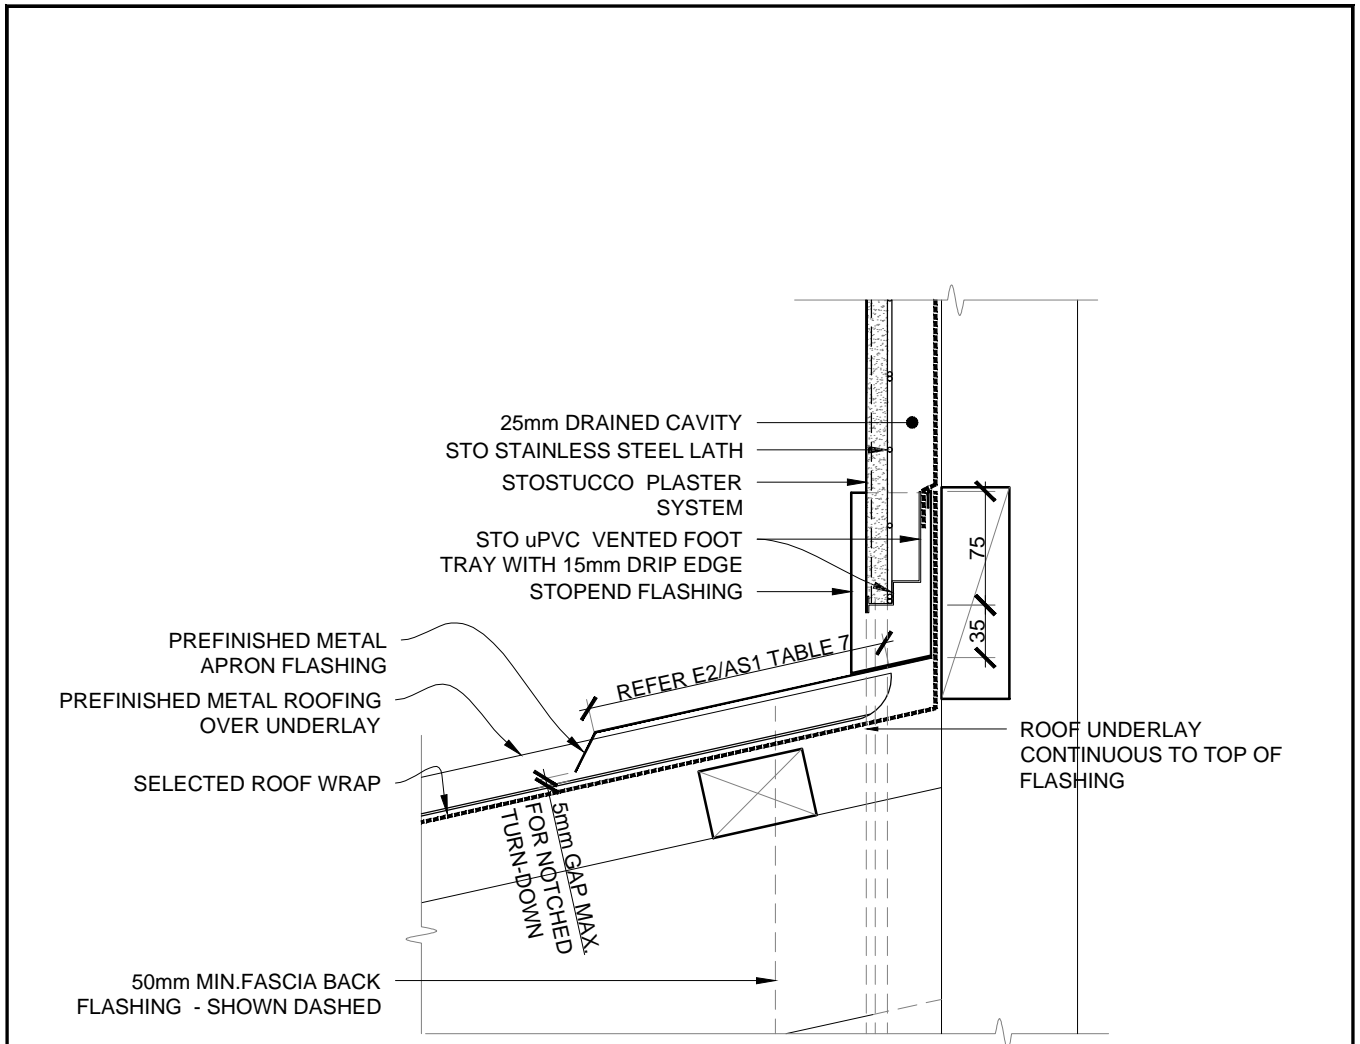 25mm DRAINED CAVITY
STO STAINLESS STEEL LATH
STOSTUCCO PLASTER
SYSTEM
STO uPVC VENTED FOOT
TRAY WITH 15mm DRIP EDGE
STOPEND FLASHING
75
35
PREFINISHED METAL
APRON FLASHING
REFER E2/AS1 TABLE 7
PREFINISHED METAL ROOFING
OVER UNDERLAY
SELECTED ROOF WRAP
ROOF UNDERLAY
CONTINUOUS TO TOP OF
FLASHING
5mm GAP MAX.
FOR NOTCHED
TURN-DOWN
50mm MIN.FASCIA BACK
FLASHING - SHOWN DASHED